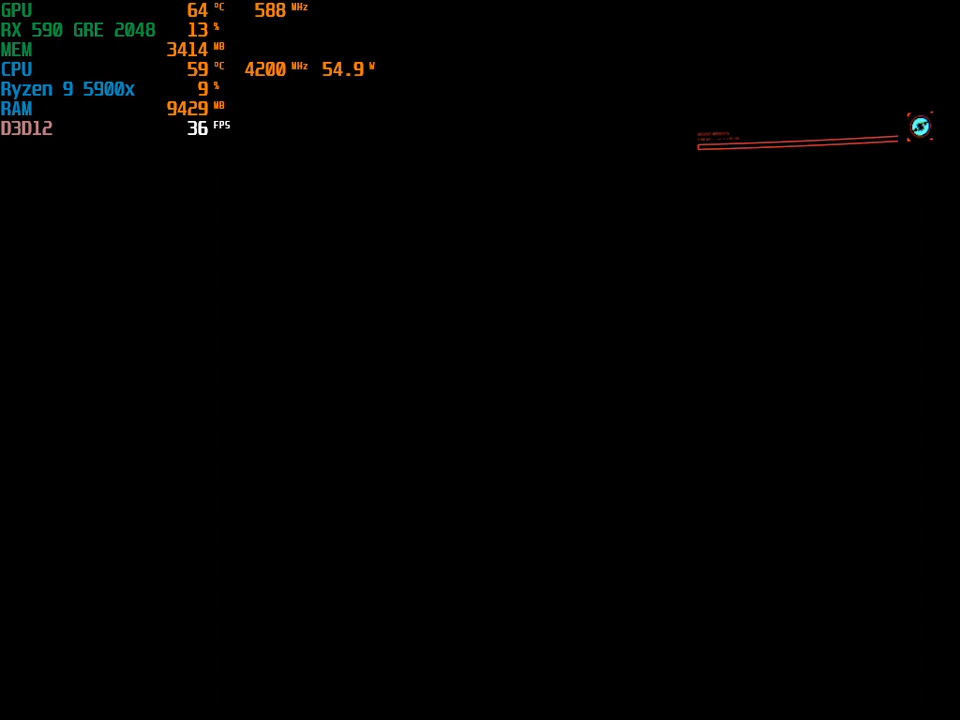 GPU 64 °C 588 MHz
RX 590 GRE 2048 13 %
MEM 3414 MB
CPU 59 °C 4200 MHz 54.9 W
Ryzen 9 5900x 9 %
RAM 9429 MB
D3D12 36 FPS